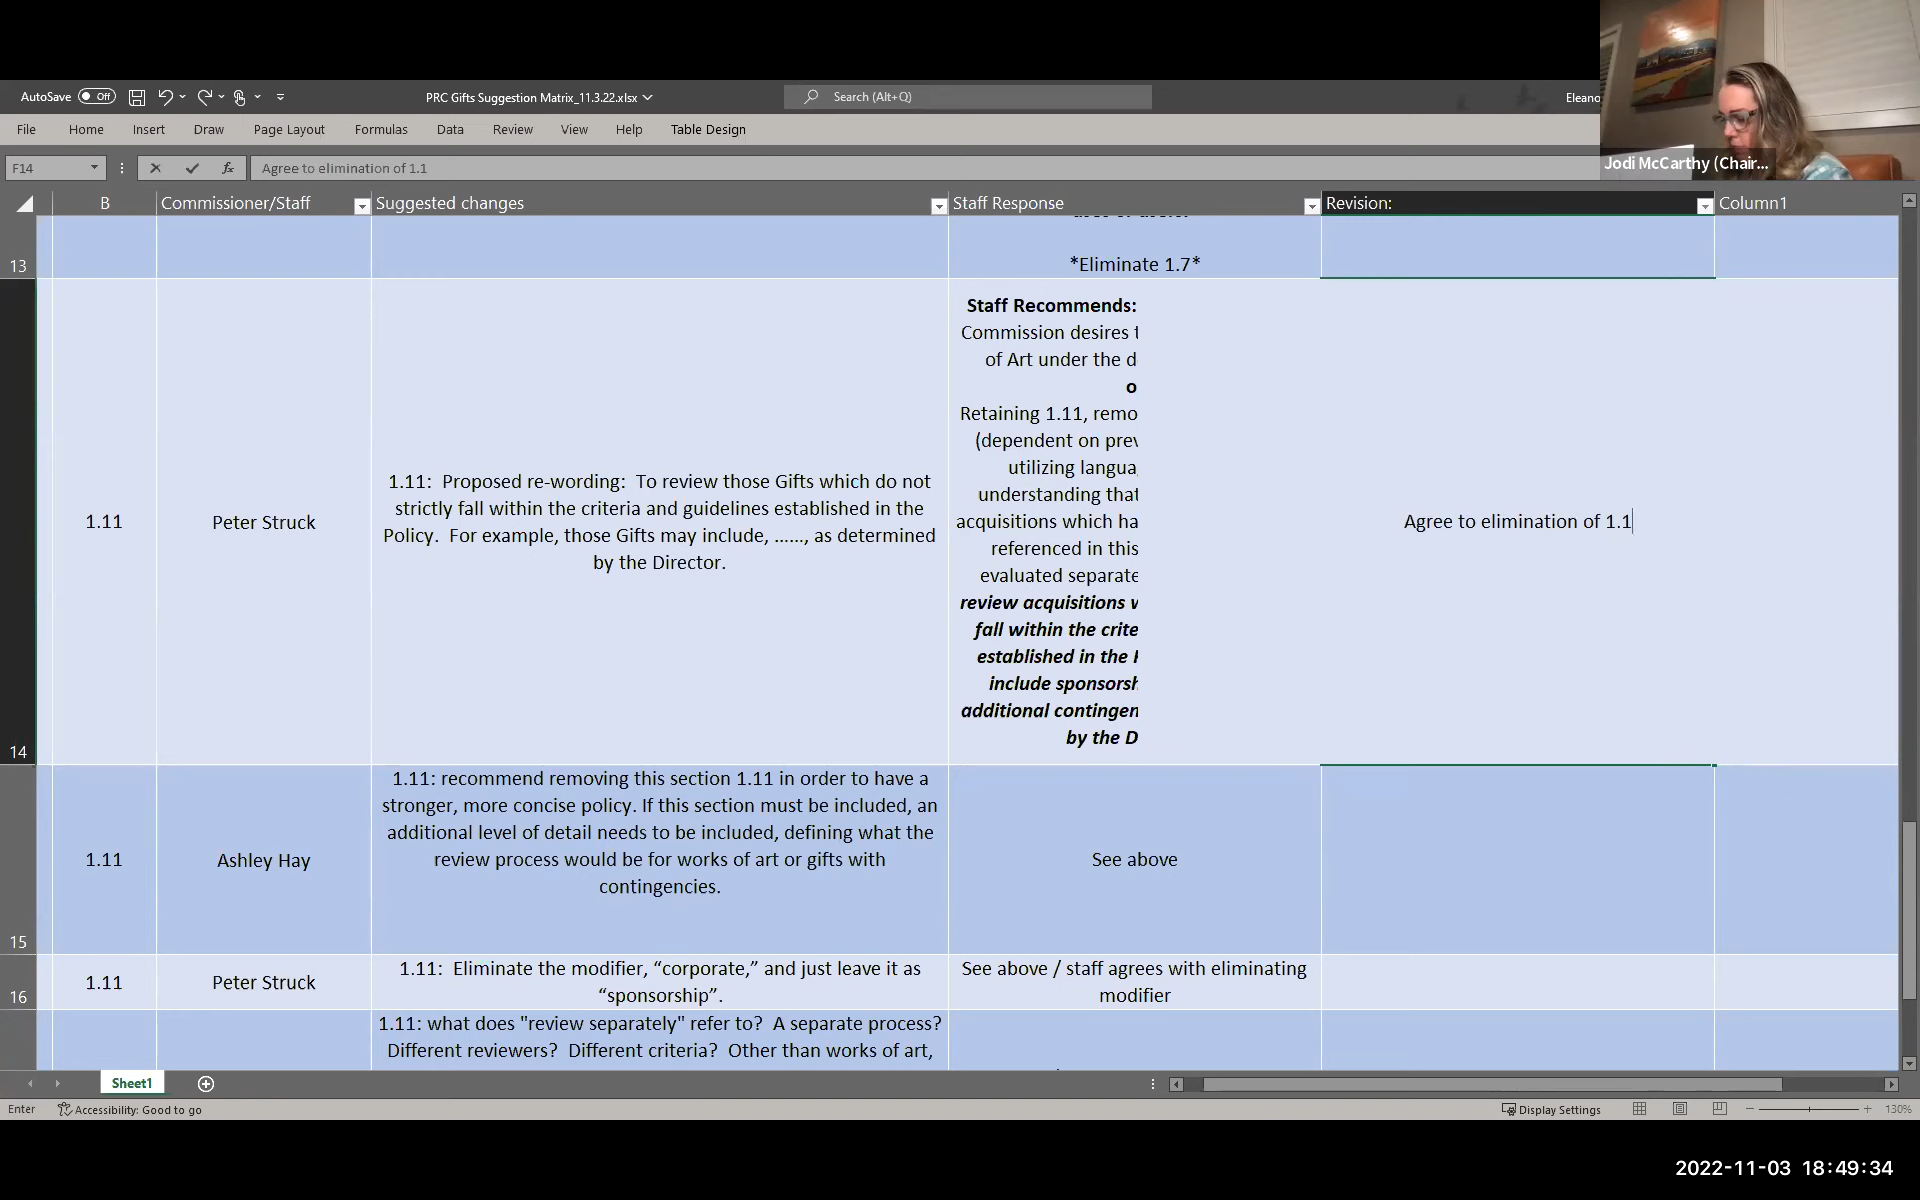 AutoSave Off
PRC Gifts Suggestion Matrix_11.3.22.xlsx
Search (Alt+Q)
Eleano
Jodi McCarthy (Chair...
File Home Insert Draw Page Layout Formulas Data Review View Help Table Design
F14
fx
Agree to elimination of 1.1
B Commissioner/Staff Suggested changes Staff Response Revision: Column1
13
*Eliminate 1.7*
14
1.11
Peter Struck
1.11: Proposed re-wording: To review those Gifts which do not
strictly fall within the criteria and guidelines established in the
Policy. For example, those Gifts may include, ……, as determined
by the Director.
Staff Recommends:
Commission desires t
of Art under the d
o
Retaining 1.11, remo
(dependent on prev
utilizing langua
understanding that
acquisitions which ha
referenced in this
evaluated separate
review acquisitions w
fall within the crite
established in the P
include sponsorsh
additional contingen
by the D
Agree to elimination of 1.1
15
1.11
Ashley Hay
1.11: recommend removing this section 1.11 in order to have a
stronger, more concise policy. If this section must be included, an
additional level of detail needs to be included, defining what the
review process would be for works of art or gifts with
contingencies.
See above
16
1.11
Peter Struck
1.11: Eliminate the modifier, “corporate,” and just leave it as
“sponsorship”.
See above / staff agrees with eliminating
modifier
1.11: what does "review separately" refer to? A separate process?
Different reviewers? Different criteria? Other than works of art,
Sheet1
Enter
Accessibility: Good to go
Display Settings
130%
2022-11-03 18:49:34